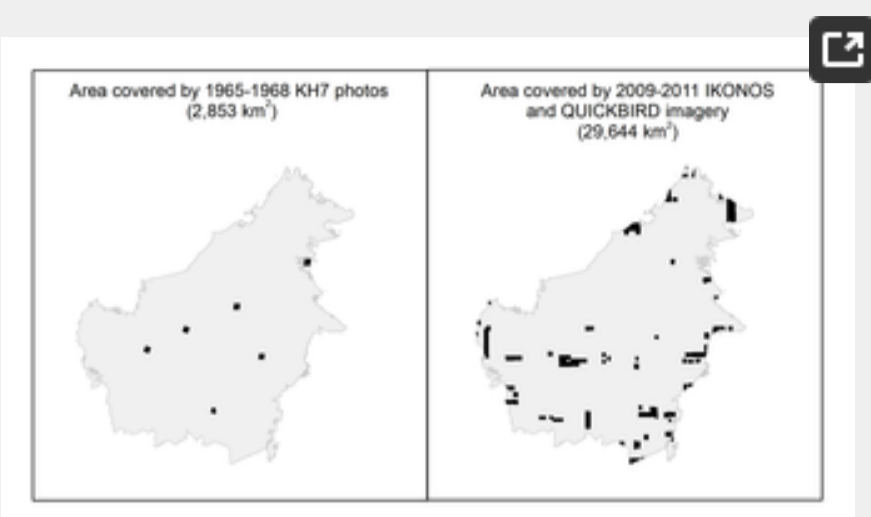 Area covered by 1965-1968 KH7 photos
(2,853 km²)
Area covered by 2009-2011 IKONOS
and QUICKBIRD imagery
(29,644 km²)